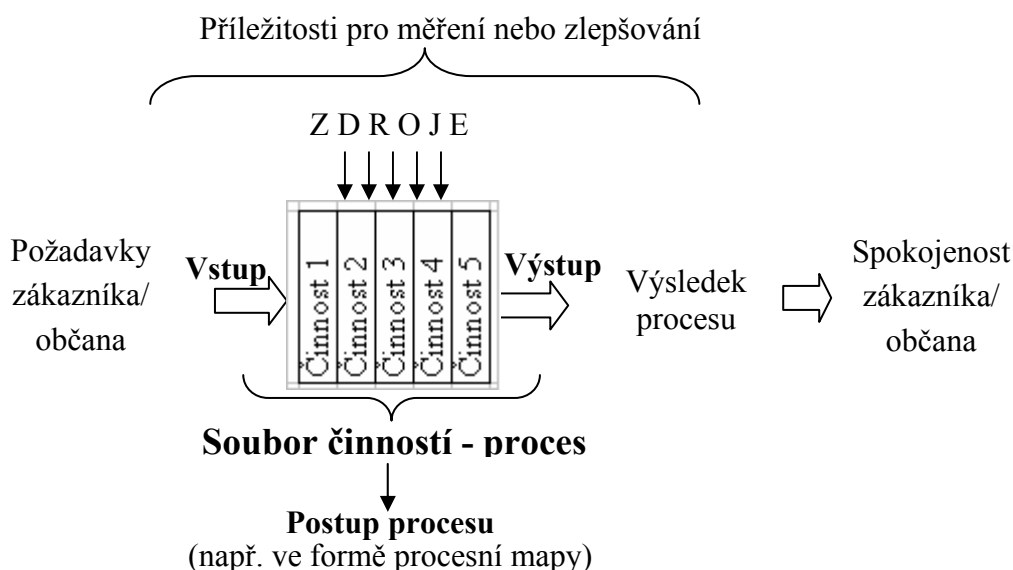 Příležitosti pro měření nebo zlepšování
Z D R O J E
Požadavky
zákazníka/
občana
Vstup
Činnost 1
Činnost 2
Činnost 3
Činnost 4
Činnost 5
Výstup
Výsledek
procesu
Spokojenost
zákazníka/
občana
Soubor činností - proces
Postup procesu
(např. ve formě procesní mapy)